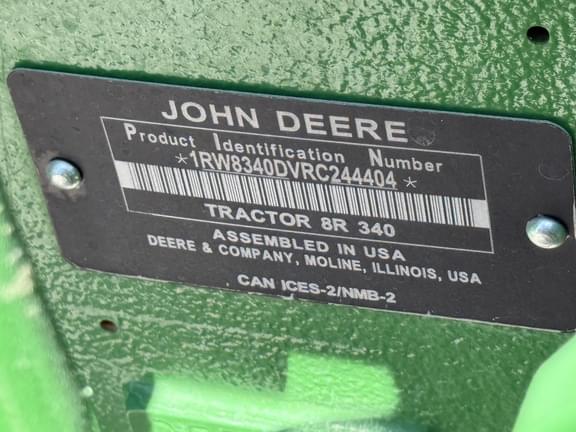 JOHN DEERE
Product Identification Number
*1RW8340DVRC244404*
TRACTOR 8R 340
ASSEMBLED IN USA
DEERE & COMPANY, MOLINE, ILLINOIS, USA
CAN ICES-2/NMB-2